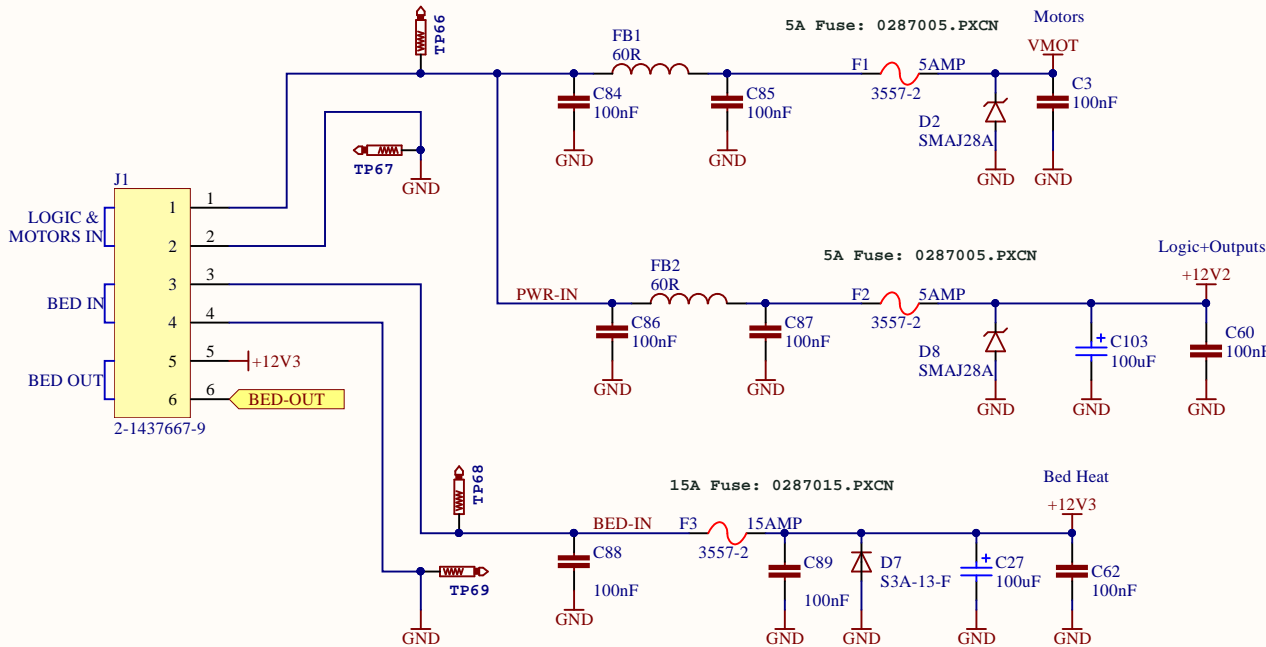 TP66
FB1
60R
5A Fuse: 0287005.PXCN
Motors
VMOT
F1
5AMP
3557-2
C84
100nF
C85
100nF
D2
SMAJ28A
C3
100nF
GND
GND
GND
GND
TP67
GND
J1
LOGIC &
MOTORS IN
1
1
2
2
BED IN
3
3
4
4
BED OUT
5
5
+12V3
6
6
BED-OUT
2-1437667-9
5A Fuse: 0287005.PXCN
Logic+Outputs
+12V2
PWR-IN
FB2
60R
F2
5AMP
3557-2
C86
100nF
C87
100nF
D8
SMAJ28A
C103
100uF
C60
100nF
GND
GND
GND
GND
GND
TP68
15A Fuse: 0287015.PXCN
Bed Heat
+12V3
BED-IN
F3
15AMP
3557-2
C88
100nF
C89
100nF
D7
S3A-13-F
C27
100uF
C62
100nF
TP69
GND
GND
GND
GND
GND
GND